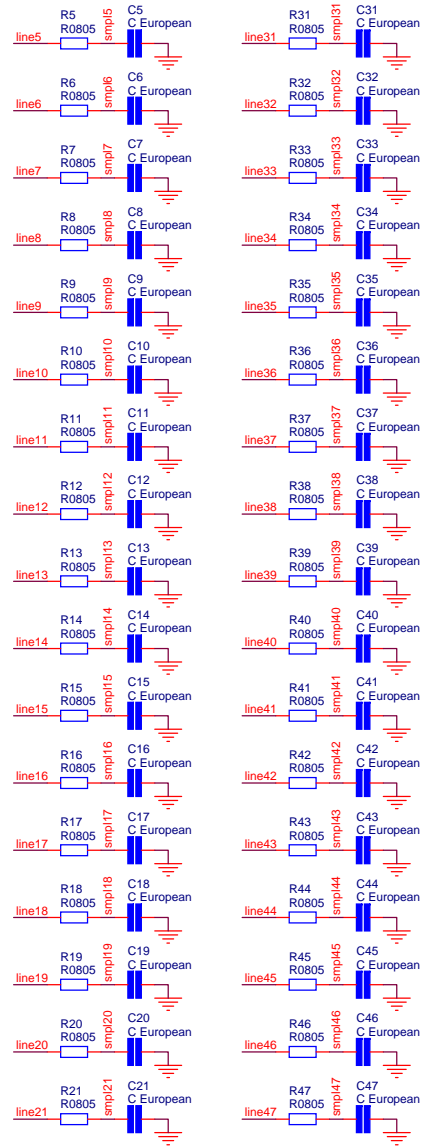 R5
R0805
line5
smpl5
C5
C European
R6
R0805
line6
smpl6
C6
C European
R7
R0805
line7
smpl7
C7
C European
R8
R0805
line8
smpl8
C8
C European
R9
R0805
line9
smpl9
C9
C European
R10
R0805
line10
smpl10
C10
C European
R11
R0805
line11
smpl11
C11
C European
R12
R0805
line12
smpl12
C12
C European
R13
R0805
line13
smpl13
C13
C European
R14
R0805
line14
smpl14
C14
C European
R15
R0805
line15
smpl15
C15
C European
R16
R0805
line16
smpl16
C16
C European
R17
R0805
line17
smpl17
C17
C European
R18
R0805
line18
smpl18
C18
C European
R19
R0805
line19
smpl19
C19
C European
R20
R0805
line20
smpl20
C20
C European
R21
R0805
line21
smpl21
C21
C European
R31
R0805
line31
smpl31
C31
C European
R32
R0805
line32
smpl32
C32
C European
R33
R0805
line33
smpl33
C33
C European
R34
R0805
line34
smpl34
C34
C European
R35
R0805
line35
smpl35
C35
C European
R36
R0805
line36
smpl36
C36
C European
R37
R0805
line37
smpl37
C37
C European
R38
R0805
line38
smpl38
C38
C European
R39
R0805
line39
smpl39
C39
C European
R40
R0805
line40
smpl40
C40
C European
R41
R0805
line41
smpl41
C41
C European
R42
R0805
line42
smpl42
C42
C European
R43
R0805
line43
smpl43
C43
C European
R44
R0805
line44
smpl44
C44
C European
R45
R0805
line45
smpl45
C45
C European
R46
R0805
line46
smpl46
C46
C European
R47
R0805
line47
smpl47
C47
C European